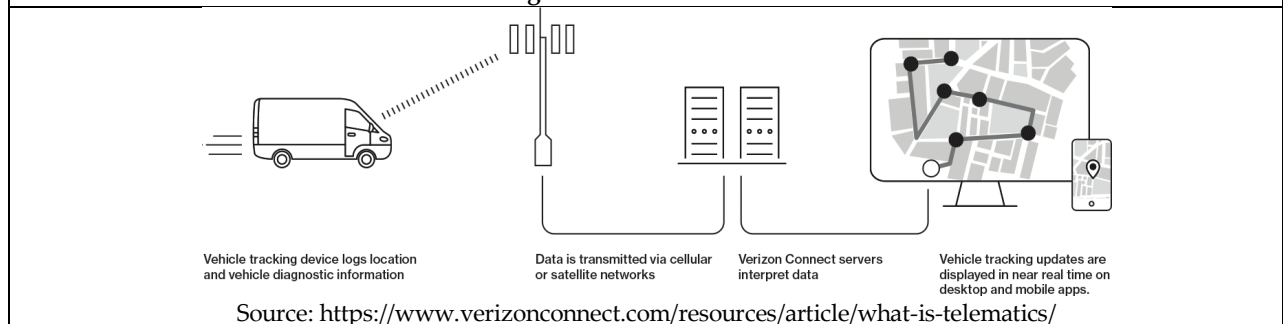 Vehicle tracking device logs location
and vehicle diagnostic information
Data is transmitted via cellular
or satellite networks
Verizon Connect servers
interpret data
Vehicle tracking updates are
displayed in near real time on
desktop and mobile apps.
Source: https://www.verizonconnect.com/resources/article/what-is-telematics/